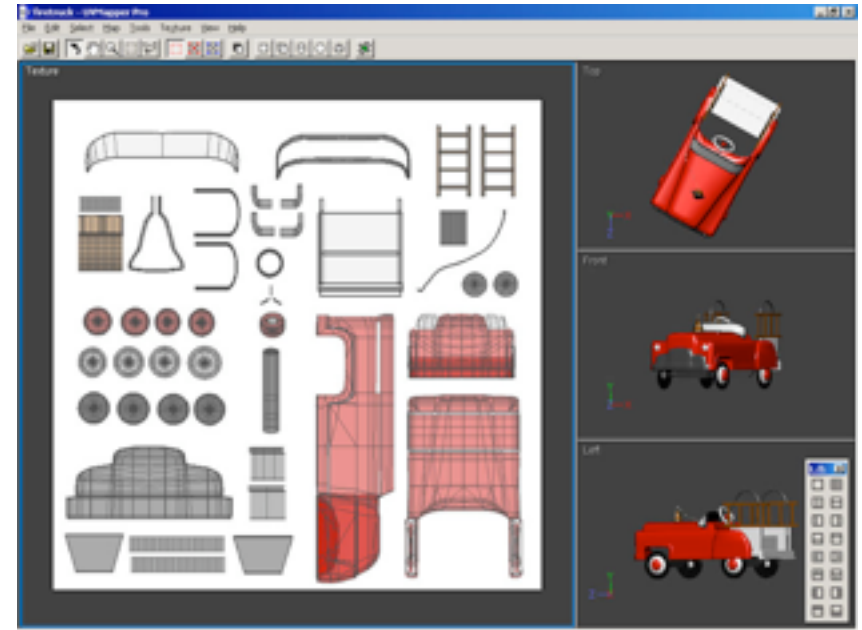 Firetruck - UVMapper Pro
File Edit Select Map Tools Texture View Help
Texture
Top
Front
Left